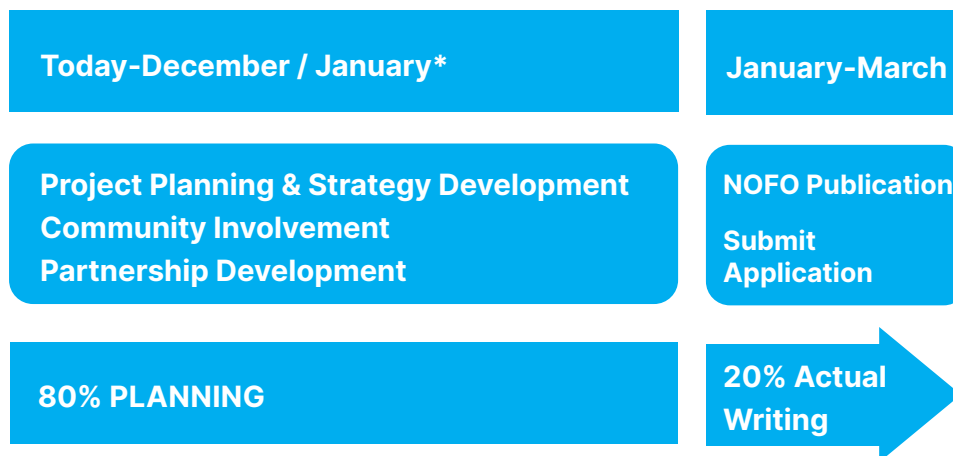 Today-December / January*
January-March
Project Planning & Strategy Development
Community Involvement
Partnership Development
NOFO Publication
Submit
Application
80% PLANNING
20% Actual
Writing